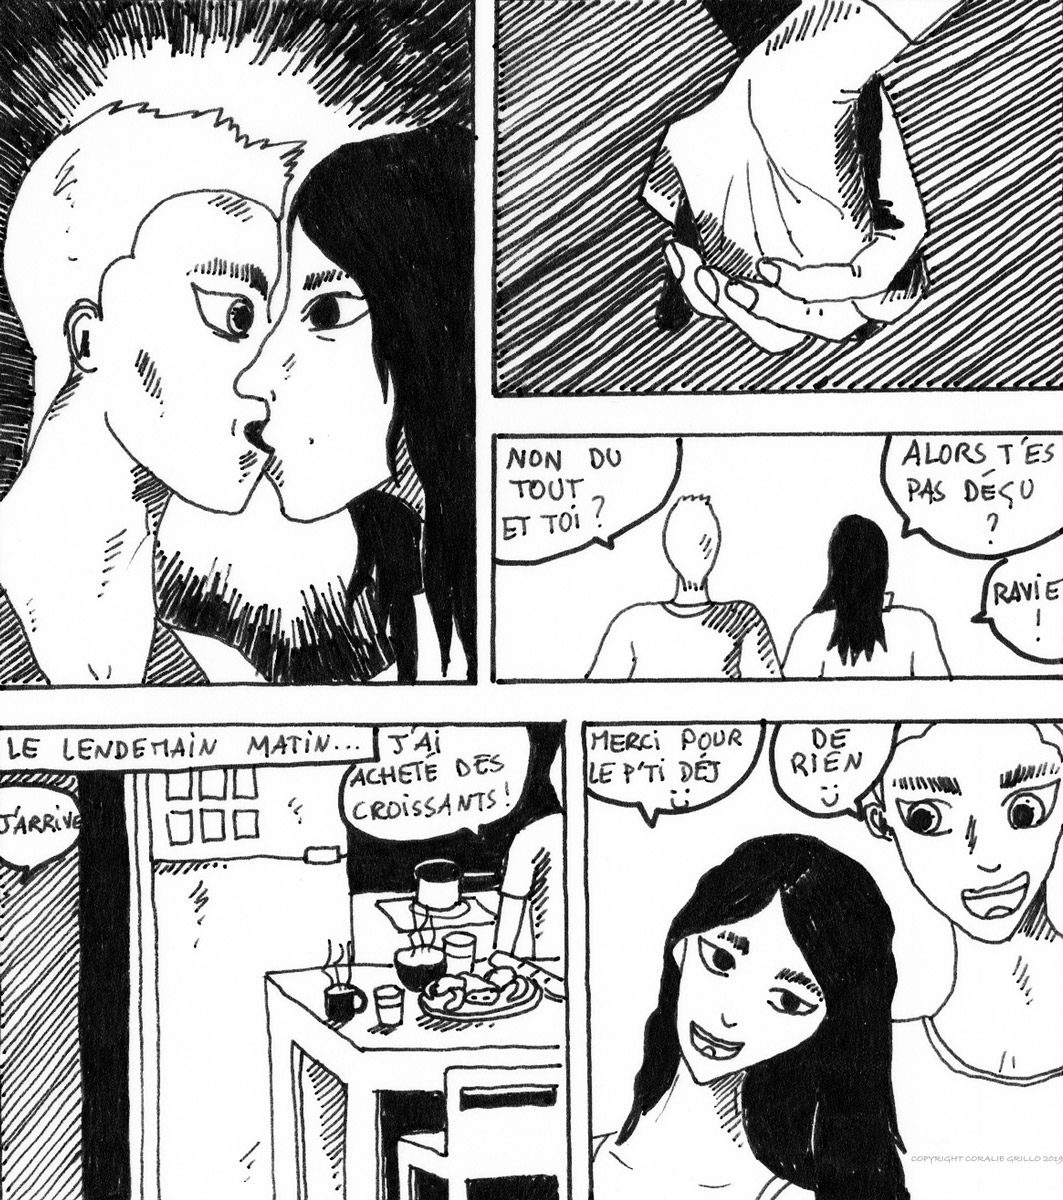 NON DU
TOUT
ET TOI ?
ALORS T'ES
PAS DÉÇU
?
RAVIE
!
LE LENDEMAIN MATIN...
J'AI
ACHETÉ DES
CROISSANTS !
J'ARRIVE
MERCI POUR
LE P'TI DÉJ
:)
DE
RIEN
:)
COPYRIGHT CORALIE GRILLO 2019